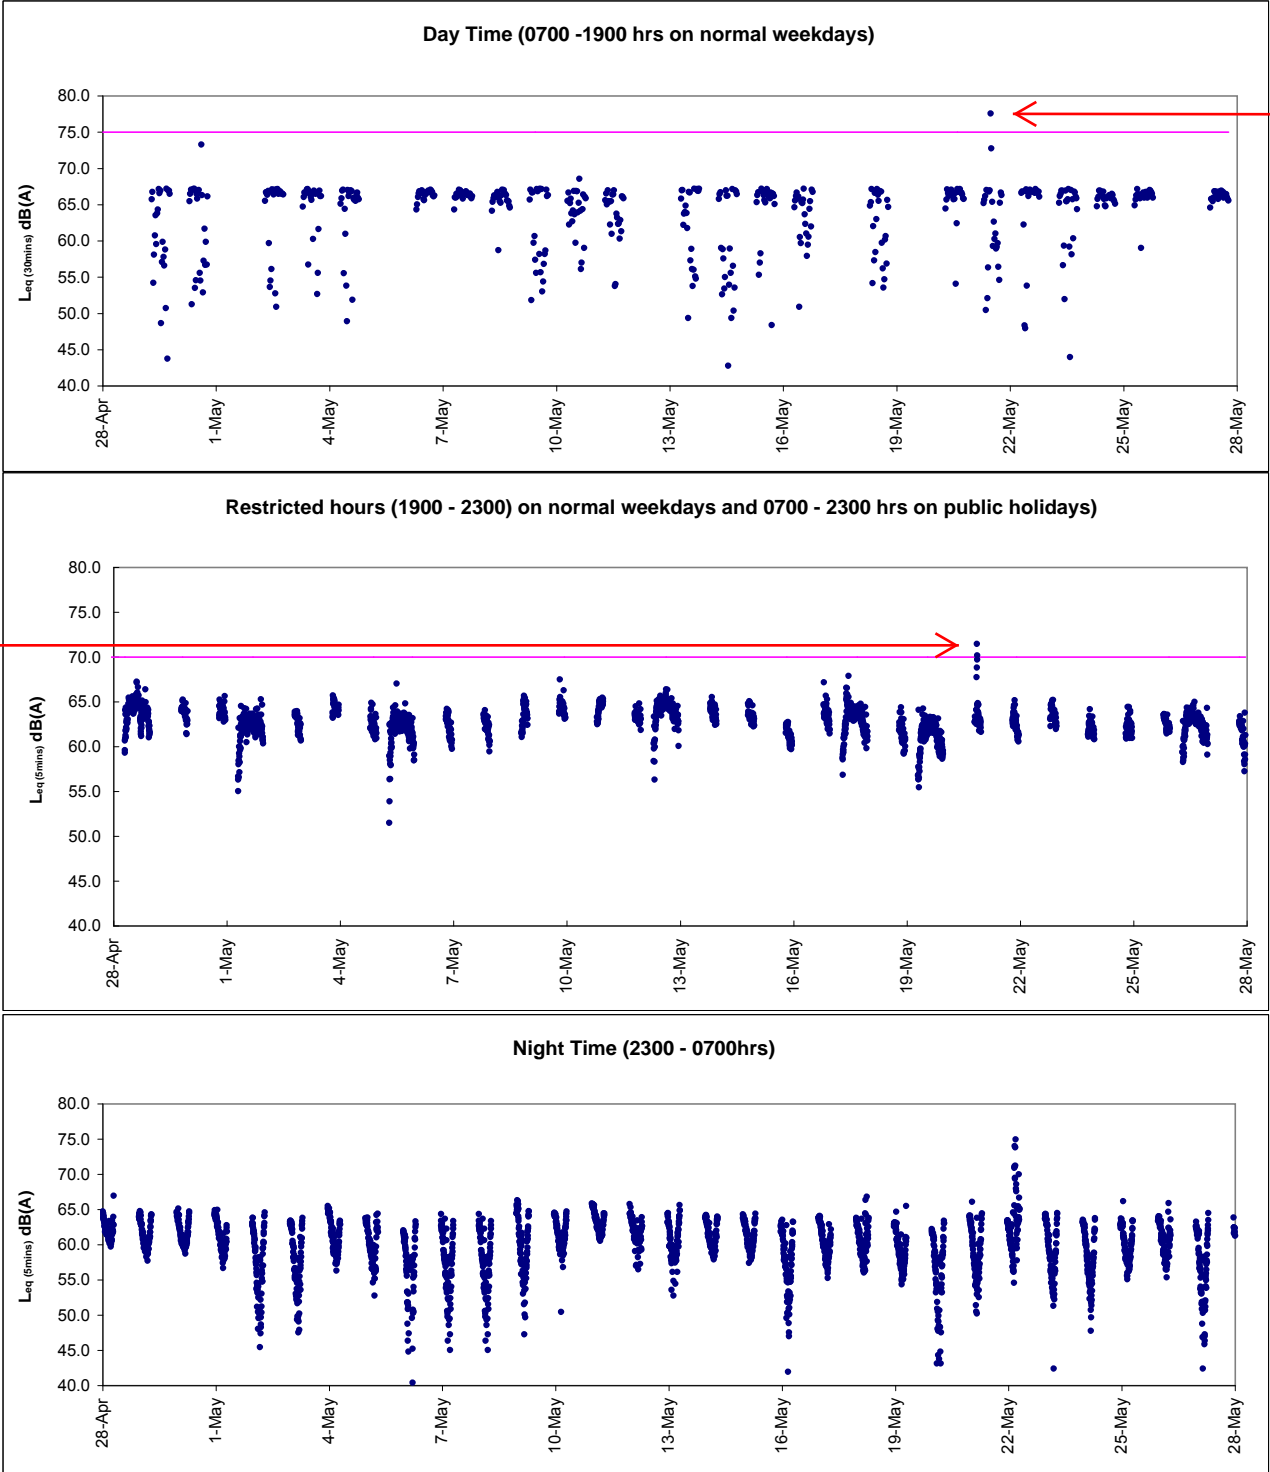 Day Time (0700 -1900 hrs on normal weekdays)
80.0
75.0
70.0
65.0
60.0
55.0
50.0
45.0
40.0
Leq (30mins) dB(A)
28-Apr
1-May
4-May
7-May
10-May
13-May
16-May
19-May
22-May
25-May
28-May
Restricted hours (1900 - 2300) on normal weekdays and 0700 - 2300 hrs on public holidays)
80.0
75.0
70.0
65.0
60.0
55.0
50.0
45.0
40.0
Leq (5mins) dB(A)
28-Apr
1-May
4-May
7-May
10-May
13-May
16-May
19-May
22-May
25-May
28-May
Night Time (2300 - 0700hrs)
80.0
75.0
70.0
65.0
60.0
55.0
50.0
45.0
40.0
Leq (5mins) dB(A)
28-Apr
1-May
4-May
7-May
10-May
13-May
16-May
19-May
22-May
25-May
28-May